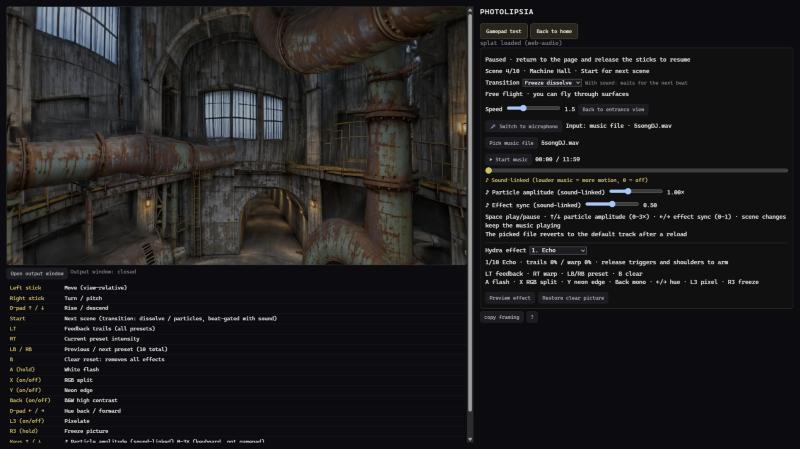 PHOTOLIPSIA
Gamepad test
Back to home
splat loaded (web-audio)
Paused · return to the page and release the sticks to resume
Scene 4/10 · Machine Hall · Start for next scene
Transition Freeze dissolve With sound: waits for the next beat
Free flight · you can fly through surfaces
Speed 1.5 Back to entrance view
Switch to microphone Input: music file · 5songDJ.wav
Pick music file 5songDJ.wav
▶ Start music 00:00 / 11:59
♪ Sound-linked (louder music = more motion, 0 = off)
♪ Particle amplitude (sound-linked) 1.00×
♪ Effect sync (sound-linked) 0.50
Space play/pause · ↑/↓ particle amplitude (0–3×) · ←/→ effect sync (0–1) · scene changes
keep the music playing
The picked file reverts to the default track after a reload
Hydra effect 1. Echo
1/10 Echo · trails 0% / warp 0% · release triggers and shoulders to arm
LT feedback · RT warp · LB/RB preset · B clear
A flash · X RGB split · Y neon edge · Back mono · ←/→ hue · L3 pixel · R3 freeze
Preview effect Restore clear picture
copy framing ?
Open output window Output window: closed
Left stick Move (view-relative)
Right stick Turn / pitch
D-pad ↑ / ↓ Rise / descend
Start Next scene (transition: dissolve / particles, beat-gated with sound)
LT Feedback trails (all presets)
RT Current preset intensity
LB / RB Previous / next preset (10 total)
B Clear reset: removes all effects
A (hold) White flash
X (on/off) RGB split
Y (on/off) Neon edge
Back (on/off) B&W high contrast
D-pad ← / → Hue back / forward
L3 (on/off) Pixelate
R3 (hold) Freeze picture
Keys ↑ / ↓ ♪ Particle amplitude (sound-linked) 0–3× (keyboard, not gamepad)